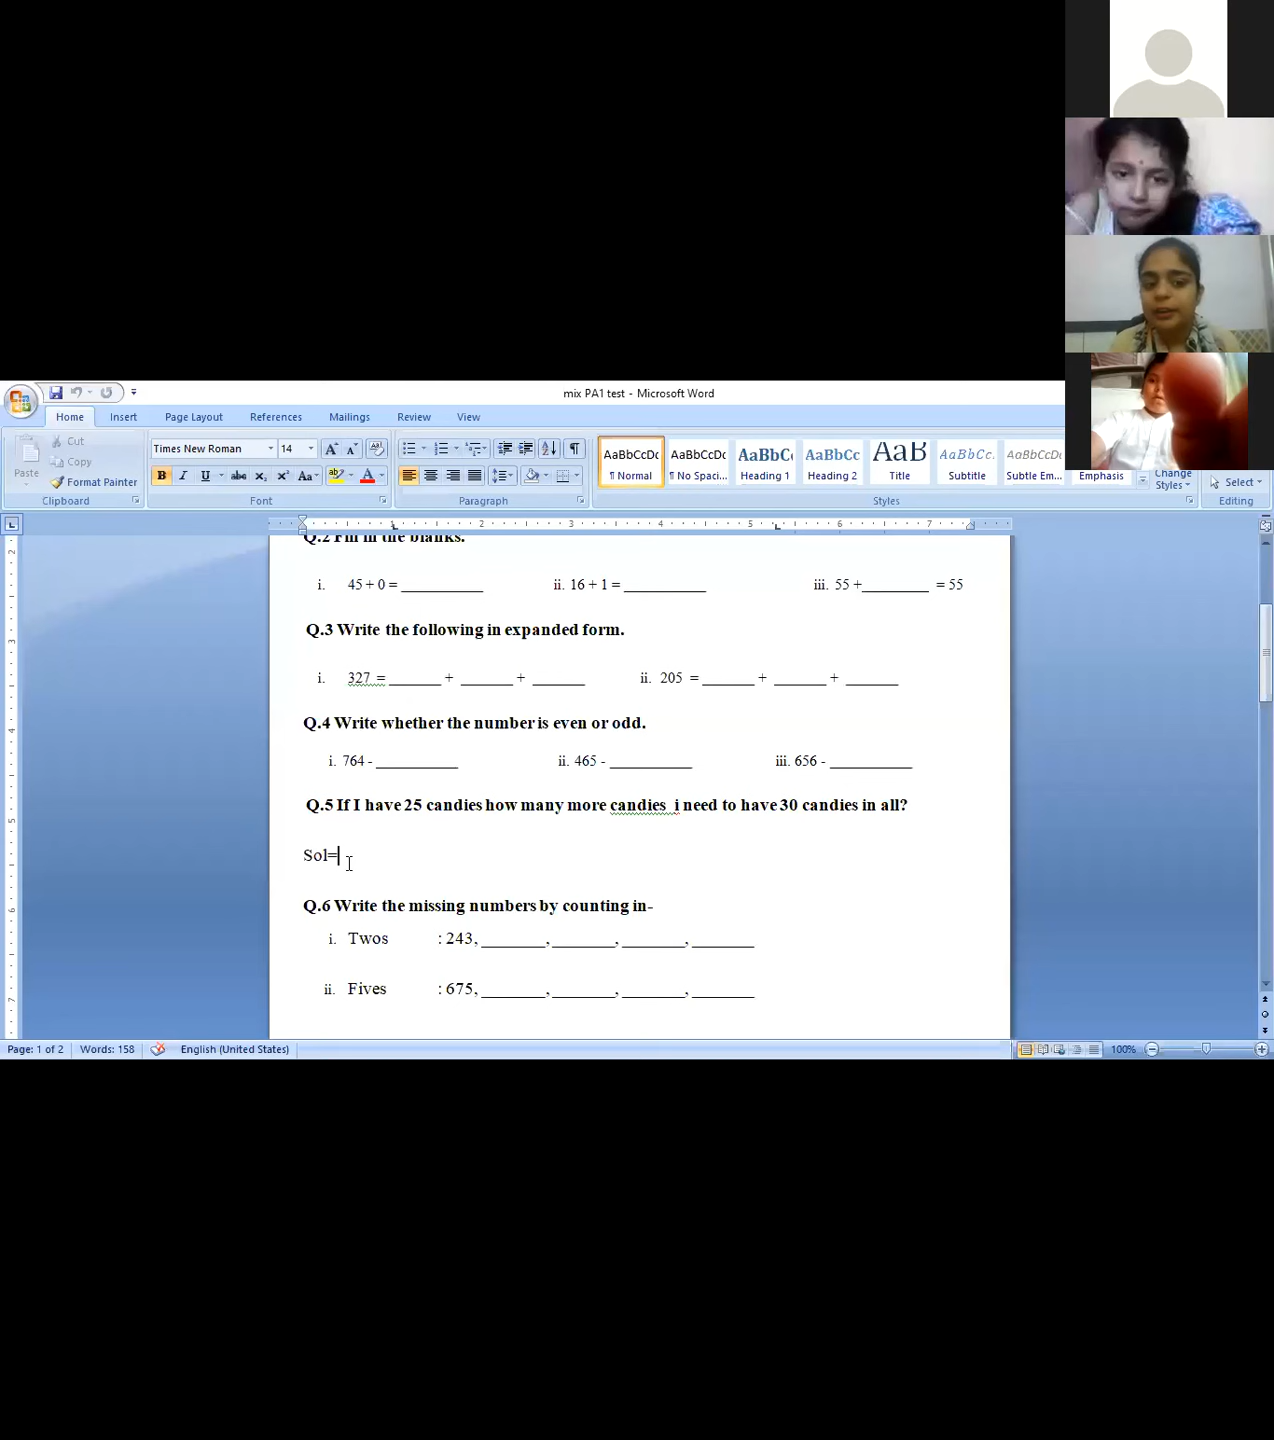 mix PA1 test - Microsoft Word
Home Insert Page Layout References Mailings Review View
Cut
Copy
Paste
Format Painter
Clipboard
Times New Roman 14
Font
Paragraph
AaBbCcDc AaBbCcDc AaBbC AaBbCc AaB AaBbCc. AaBbCcDc
¶ Normal ¶ No Spaci... Heading 1 Heading 2 Title Subtitle Subtle Em... Emphasis
Change Styles
Styles
Select
Editing
Q.2 Fill in the blanks.
i. 45 + 0 = __________ ii. 16 + 1 = __________ iii. 55 +________ = 55
Q.3 Write the following in expanded form.
i. 327 = ______ + ______ + ______ ii. 205 = ______ + ______ + ______
Q.4 Write whether the number is even or odd.
i. 764 - __________ ii. 465 - __________ iii. 656 - __________
Q.5 If I have 25 candies how many more candies i need to have 30 candies in all?
Sol=
Q.6 Write the missing numbers by counting in-
i. Twos : 243, _______, _______, _______, _______
ii. Fives : 675, _______, _______, _______, _______
Page: 1 of 2 Words: 158 English (United States) 100%